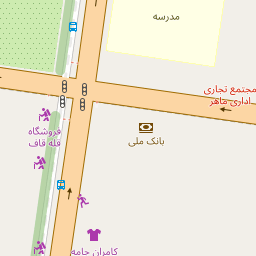 مدرسه
مجتمع تجاری
اداری ماهر
فروشگاه
قله قاف
بانک ملی
کامران جامه